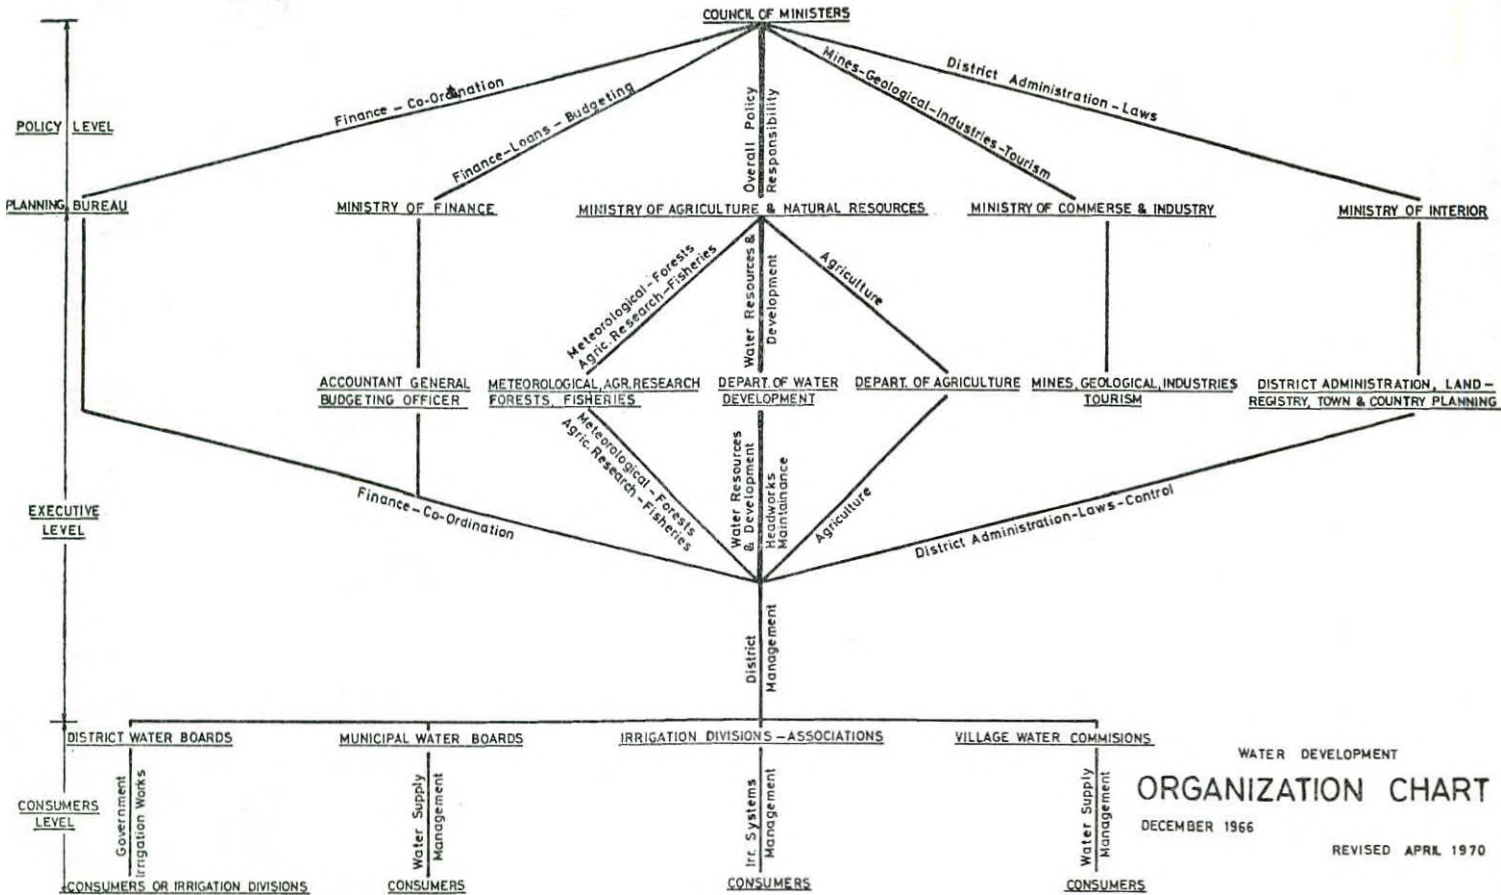 COUNCIL OF MINISTERS
Finance - Co-Ordination
Finance-Loans - Budgeting
Overall Policy
Responsibility
Mines-Geological-Industries-Tourism
District Administration - Laws
POLICY LEVEL
PLANNING BUREAU
MINISTRY OF FINANCE
MINISTRY OF AGRICULTURE & NATURAL RESOURCES
MINISTRY OF COMMERSE & INDUSTRY
MINISTRY OF INTERIOR
Meteorological-Forests
Agric. Research-Fisheries
Water Resources &
Development
Agriculture
ACCOUNTANT GENERAL
BUDGETING OFFICER
METEOROLOGICAL, AGR. RESEARCH
FORESTS, FISHERIES
DEPART. OF WATER
DEVELOPMENT
DEPART. OF AGRICULTURE
MINES, GEOLOGICAL, INDUSTRIES
TOURISM
DISTRICT ADMINISTRATION, LAND-
REGISTRY, TOWN & COUNTRY PLANNING
EXECUTIVE
LEVEL
Finance - Co-Ordination
Meteorological - Forests
Agric. Research - Fisheries
Water Resources
& Development
Headworks
Maintainance
Agriculture
District Administration-Laws-Control
District
Management
DISTRICT WATER BOARDS
MUNICIPAL WATER BOARDS
IRRIGATION DIVISIONS - ASSOCIATIONS
VILLAGE WATER COMMISIONS
CONSUMERS
LEVEL
Government
Irrigation Works
Water Supply
Management
Irr. Systems
Management
Water Supply
Management
CONSUMERS OR IRRIGATION DIVISIONS
CONSUMERS
CONSUMERS
CONSUMERS
WATER DEVELOPMENT
ORGANIZATION CHART
DECEMBER 1966
REVISED APRIL 1970